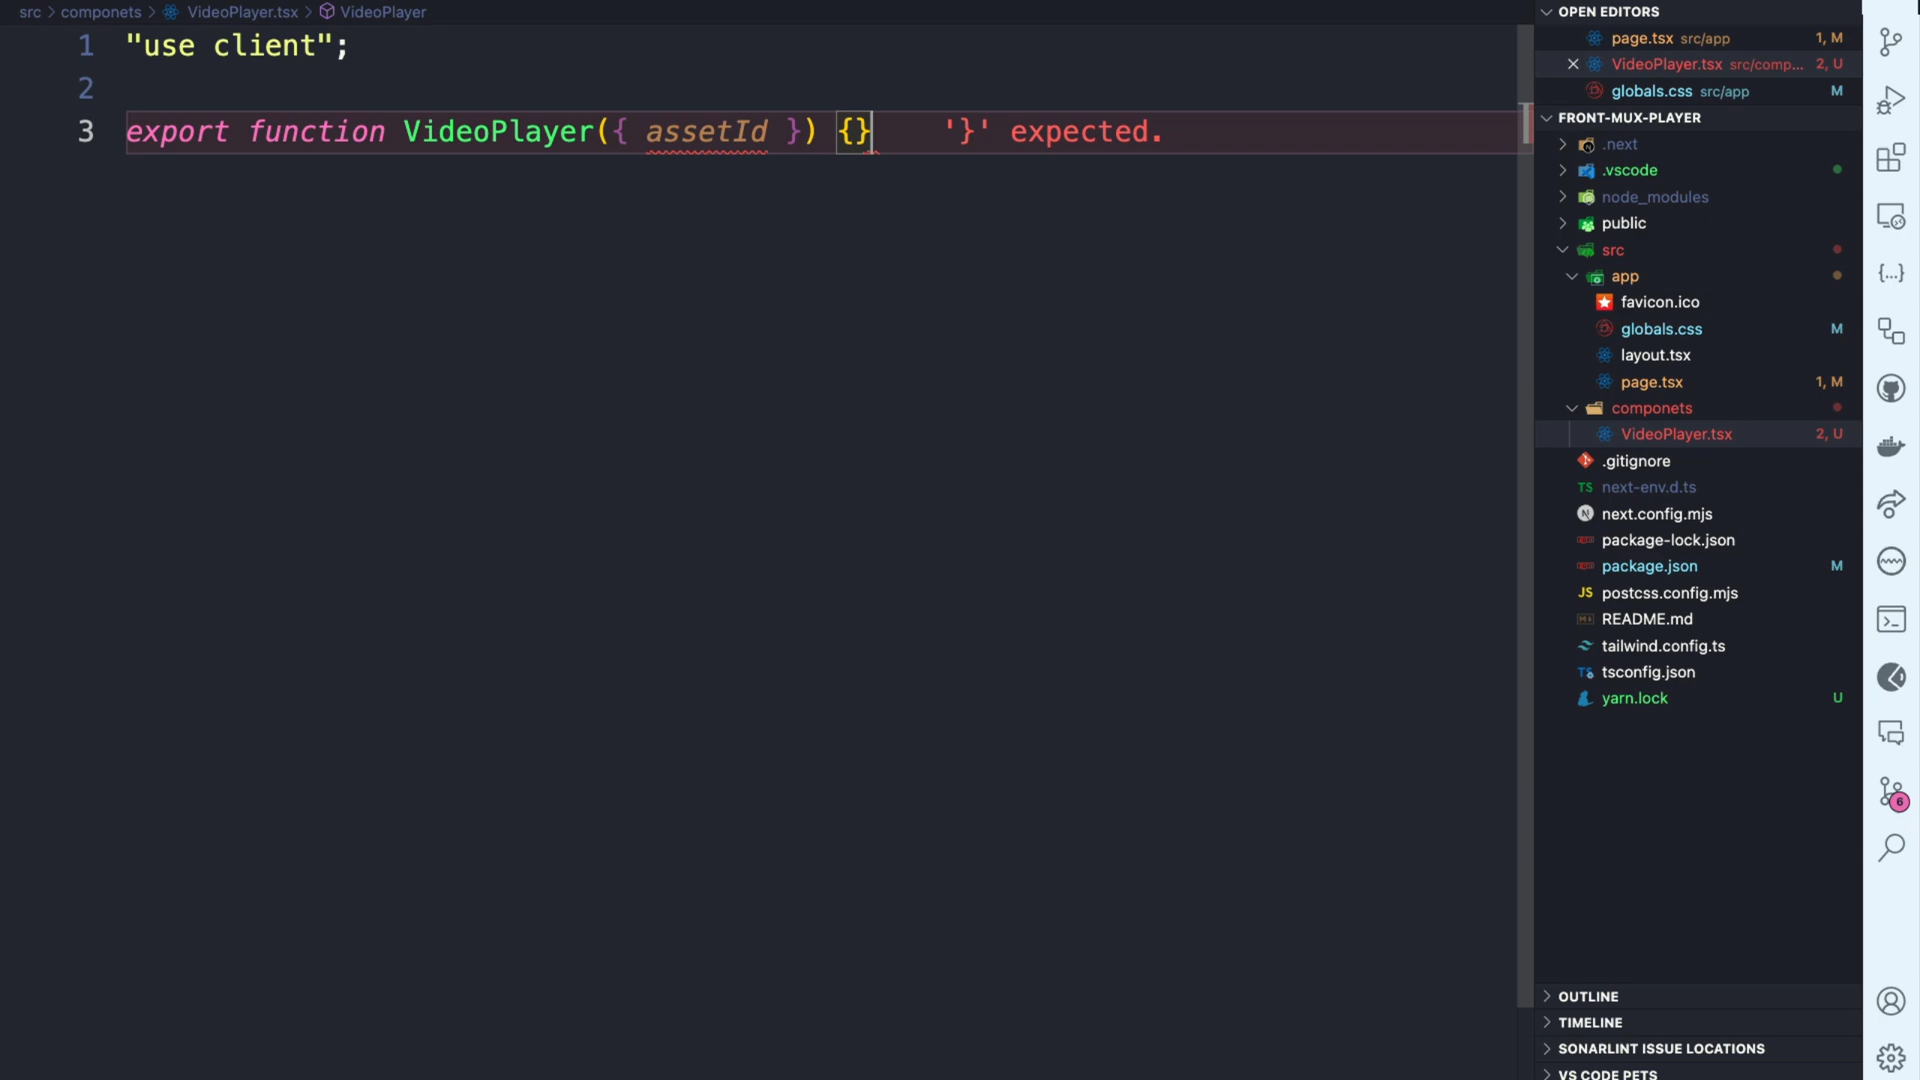 src > componets > VideoPlayer.tsx > VideoPlayer
1 "use client";
2
3 export function VideoPlayer({ assetId }) {} '}' expected.
OPEN EDITORS
page.tsx src/app 1, M
VideoPlayer.tsx src/comp... 2, U
globals.css src/app M
FRONT-MUX-PLAYER
.next
.vscode
node_modules
public
src
app
favicon.ico
globals.css M
layout.tsx
page.tsx 1, M
componets
VideoPlayer.tsx 2, U
.gitignore
TS next-env.d.ts
N next.config.mjs
package-lock.json
package.json M
JS postcss.config.mjs
README.md
tailwind.config.ts
TS tsconfig.json
yarn.lock U
6
OUTLINE
TIMELINE
SONARLINT ISSUE LOCATIONS
VS CODE PETS